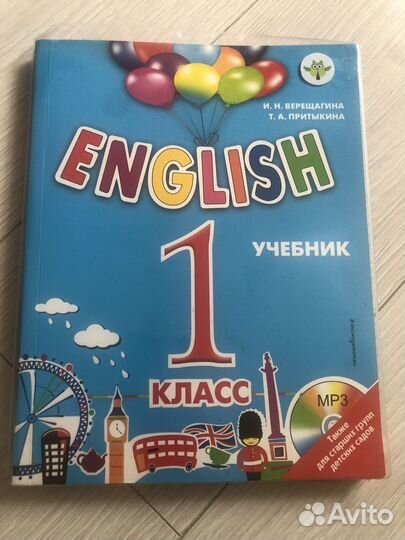 И. Н. ВЕРЕЩАГИНА
Т. А. ПРИТЫКИНА
ENGLISH
1
УЧЕБНИК
КЛАСС
MP3
Также
для старших групп
детских садов
Avito